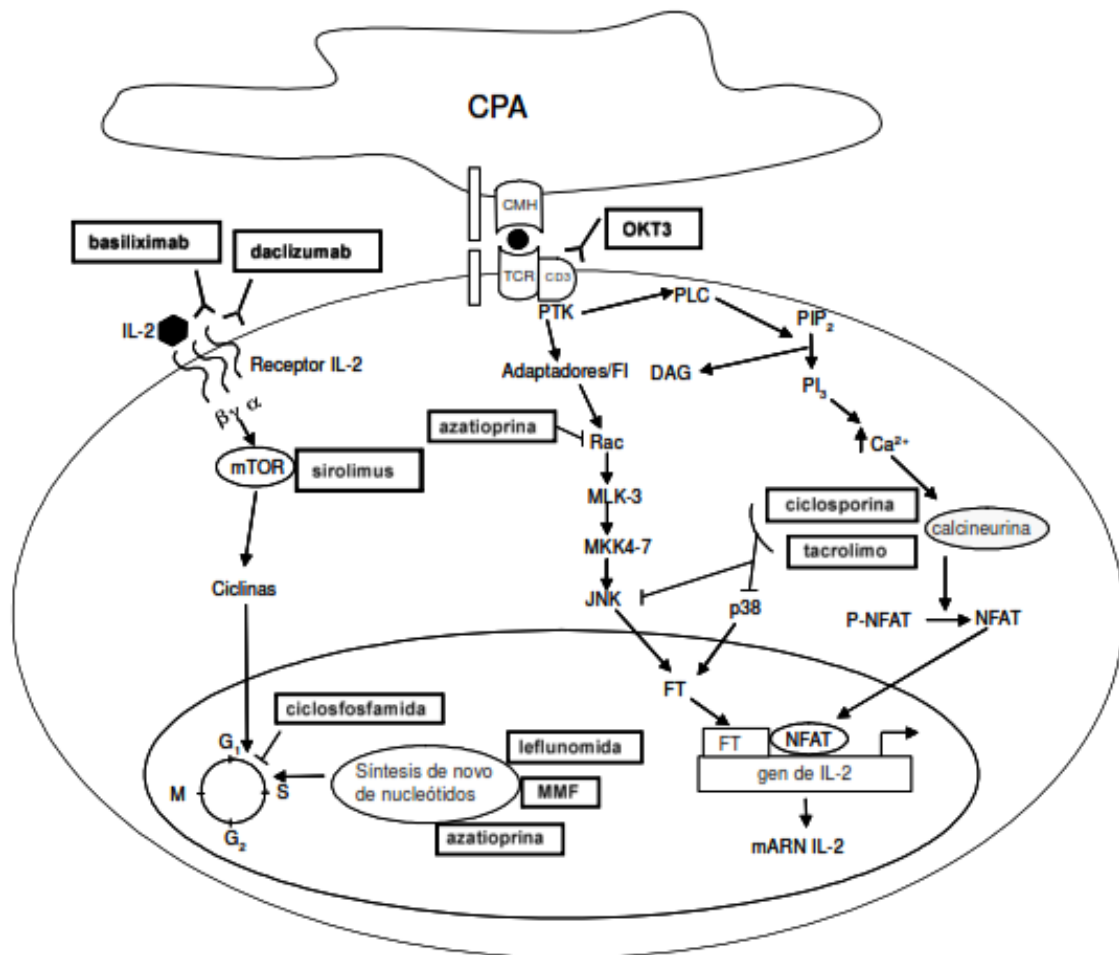 CPA
CMH
OKT3
basiliximab
daclizumab
TCR
CD3
PTK
PLC
IL-2
PIP2
Receptor IL-2
Adaptadores/FI
DAG
PI3
βγ α
azatioprina
Rac
Ca2+
mTOR
sirolimus
MLK-3
ciclosporina
calcineurina
MKK4-7
tacrolimo
Ciclinas
JNK
p38
P-NFAT
NFAT
FT
ciclosfosfamida
G1
leflunomida
FT
NFAT
Síntesis de novo
de nucleótidos
gen de IL-2
M
S
MMF
G2
azatioprina
mARN IL-2